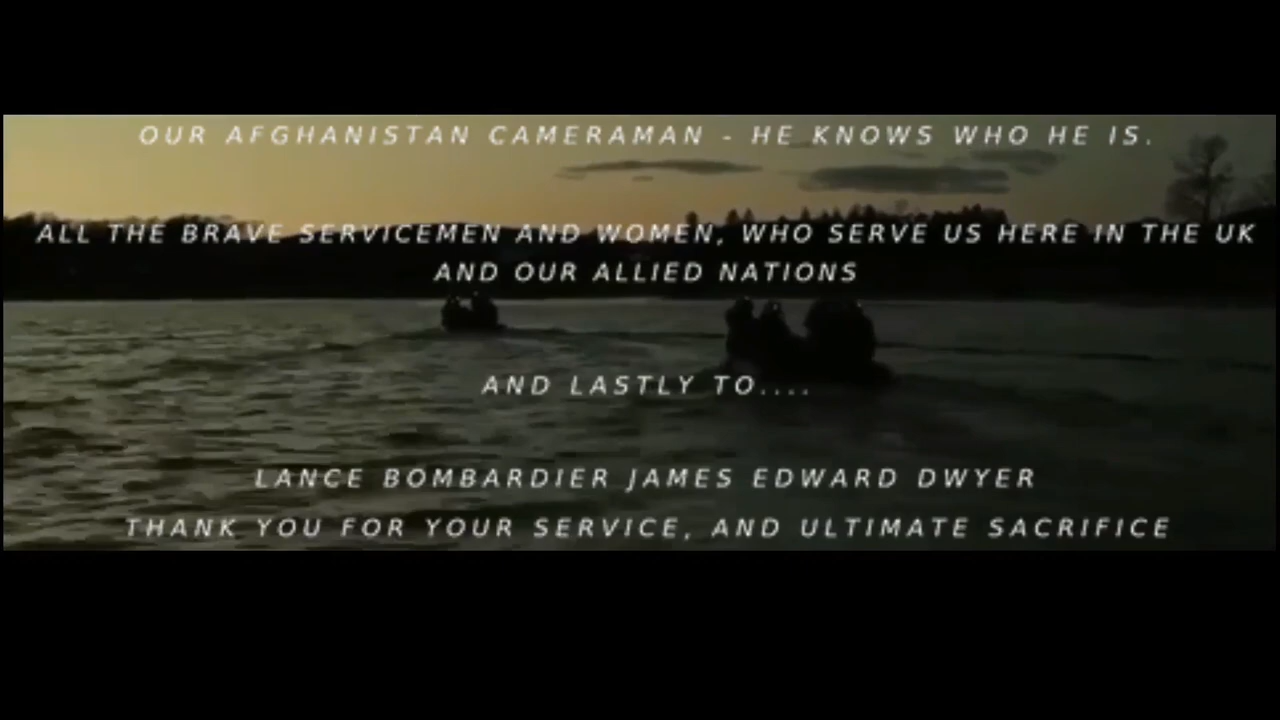 OUR AFGHANISTAN CAMERAMAN - HE KNOWS WHO HE IS.
ALL THE BRAVE SERVICEMEN AND WOMEN, WHO SERVE US HERE IN THE UK
AND OUR ALLIED NATIONS
AND LASTLY TO....
LANCE BOMBARDIER JAMES EDWARD DWYER
THANK YOU FOR YOUR SERVICE, AND ULTIMATE SACRIFICE